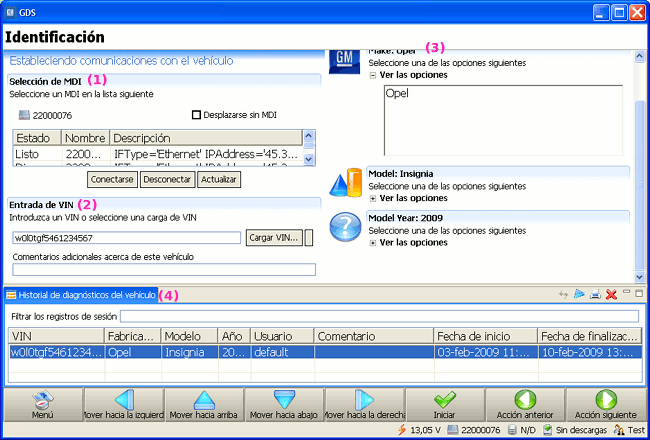 GDS
Identificación
Estableciendo comunicaciones con el vehículo
Selección de MDI (1)
Seleccione un MDI en la lista siguiente
22000076
Desplazarse sin MDI
Estado Nombre Descripción
Listo 2200... IFType='Ethernet' IPAddress='45.3...
Conectarse Desconectar Actualizar
Entrada de VIN (2)
Introduzca un VIN o seleccione una carga de VIN
w0l0tgf5461234567
Cargar VIN...
Comentarios adicionales acerca de este vehículo
GM
Make: Opel (3)
Seleccione una de las opciones siguientes
Ver las opciones
Opel
Model: Insignia
Seleccione una de las opciones siguientes
Ver las opciones
Model Year: 2009
Seleccione una de las opciones siguientes
Ver las opciones
Historial de diagnósticos del vehículo (4)
Filtrar los registros de sesión
VIN Fabrica... Modelo Año Usuario Comentario Fecha de inicio Fecha de finalizac...
w0l0tgf5461234... Opel Insignia 20... default 03-feb-2009 11:... 10-feb-2009 13:...
Menú
over hacia la izquierd
Mover hacia arriba
Mover hacia abajo
over hacia la derech
Iniciar
Acción anterior
Acción siguiente
13,05 V 22000076 N/D Sin descargas Test